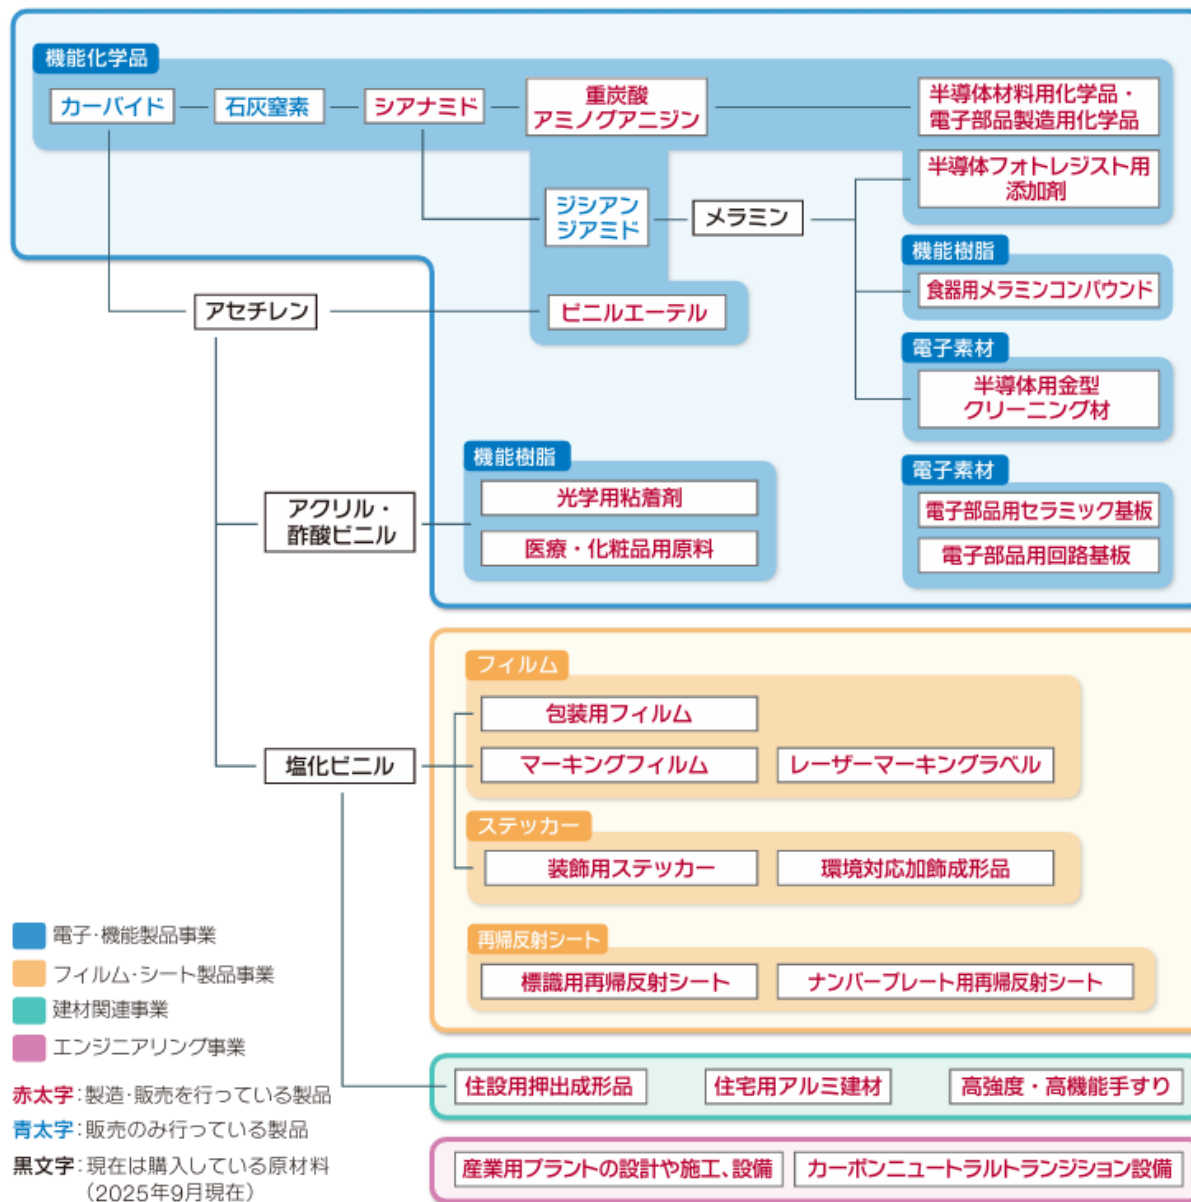 機能化学品
カーバイド
石灰窒素
シアナミド
重炭酸
アミノグアニジン
半導体材料用化学品・
電子部品製造用化学品
半導体フォトレジスト用
添加剤
ジシアン
ジアミド
メラミン
機能樹脂
食器用メラミンコンパウンド
アセチレン
ビニルエーテル
電子素材
半導体用金型
クリーニング材
機能樹脂
光学用粘着剤
医療・化粧品用原料
アクリル・
酢酸ビニル
電子素材
電子部品用セラミック基板
電子部品用回路基板
フィルム
包装用フィルム
マーキングフィルム
レーザーマーキングラベル
塩化ビニル
ステッカー
装飾用ステッカー
環境対応加飾成形品
再帰反射シート
標識用再帰反射シート
ナンバープレート用再帰反射シート
住設用押出成形品
住宅用アルミ建材
高強度・高機能手すり
産業用プラントの設計や施工、設備
カーボンニュートラルトランジション設備
電子・機能製品事業
フィルム・シート製品事業
建材関連事業
エンジニアリング事業
赤太字：製造・販売を行っている製品
青太字：販売のみ行っている製品
黒文字：現在は購入している原材料
（2025年9月現在）